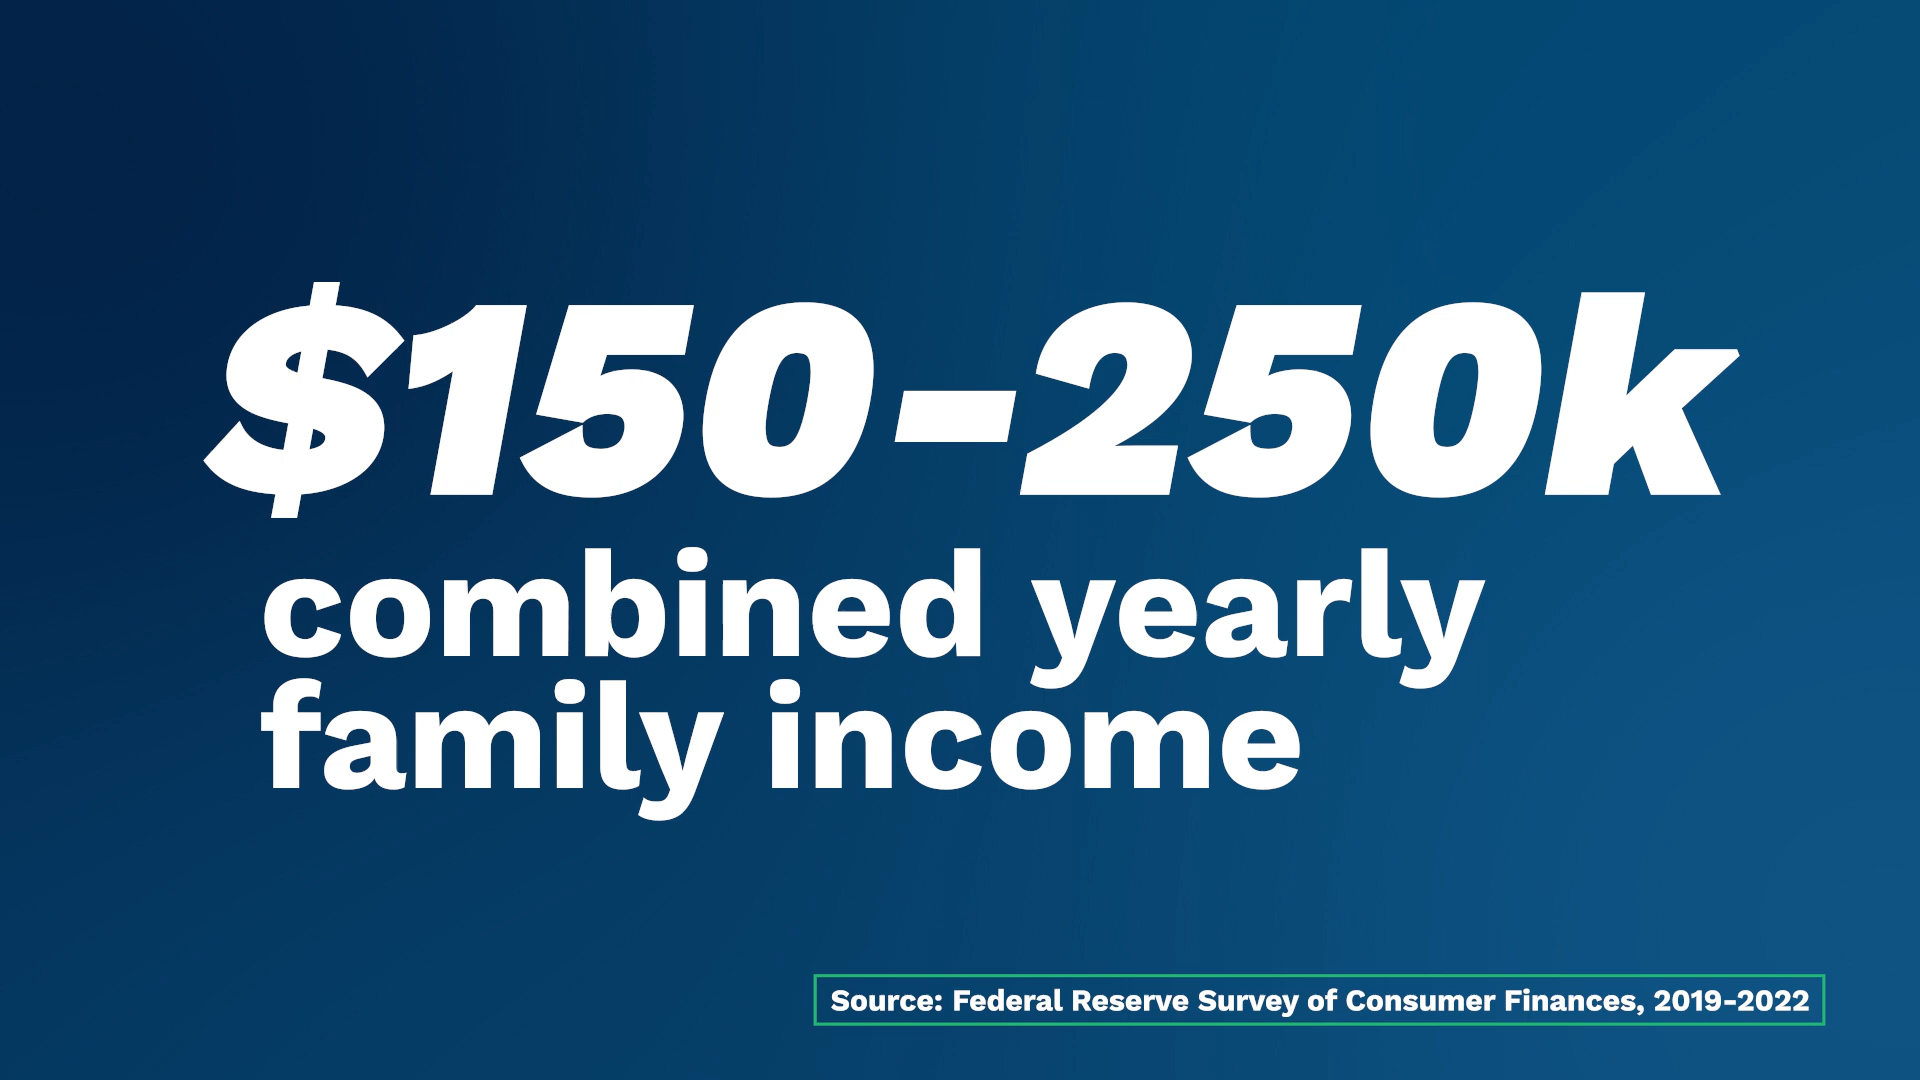 $150-250k
combined yearly
family income
Source: Federal Reserve Survey of Consumer Finances, 2019-2022